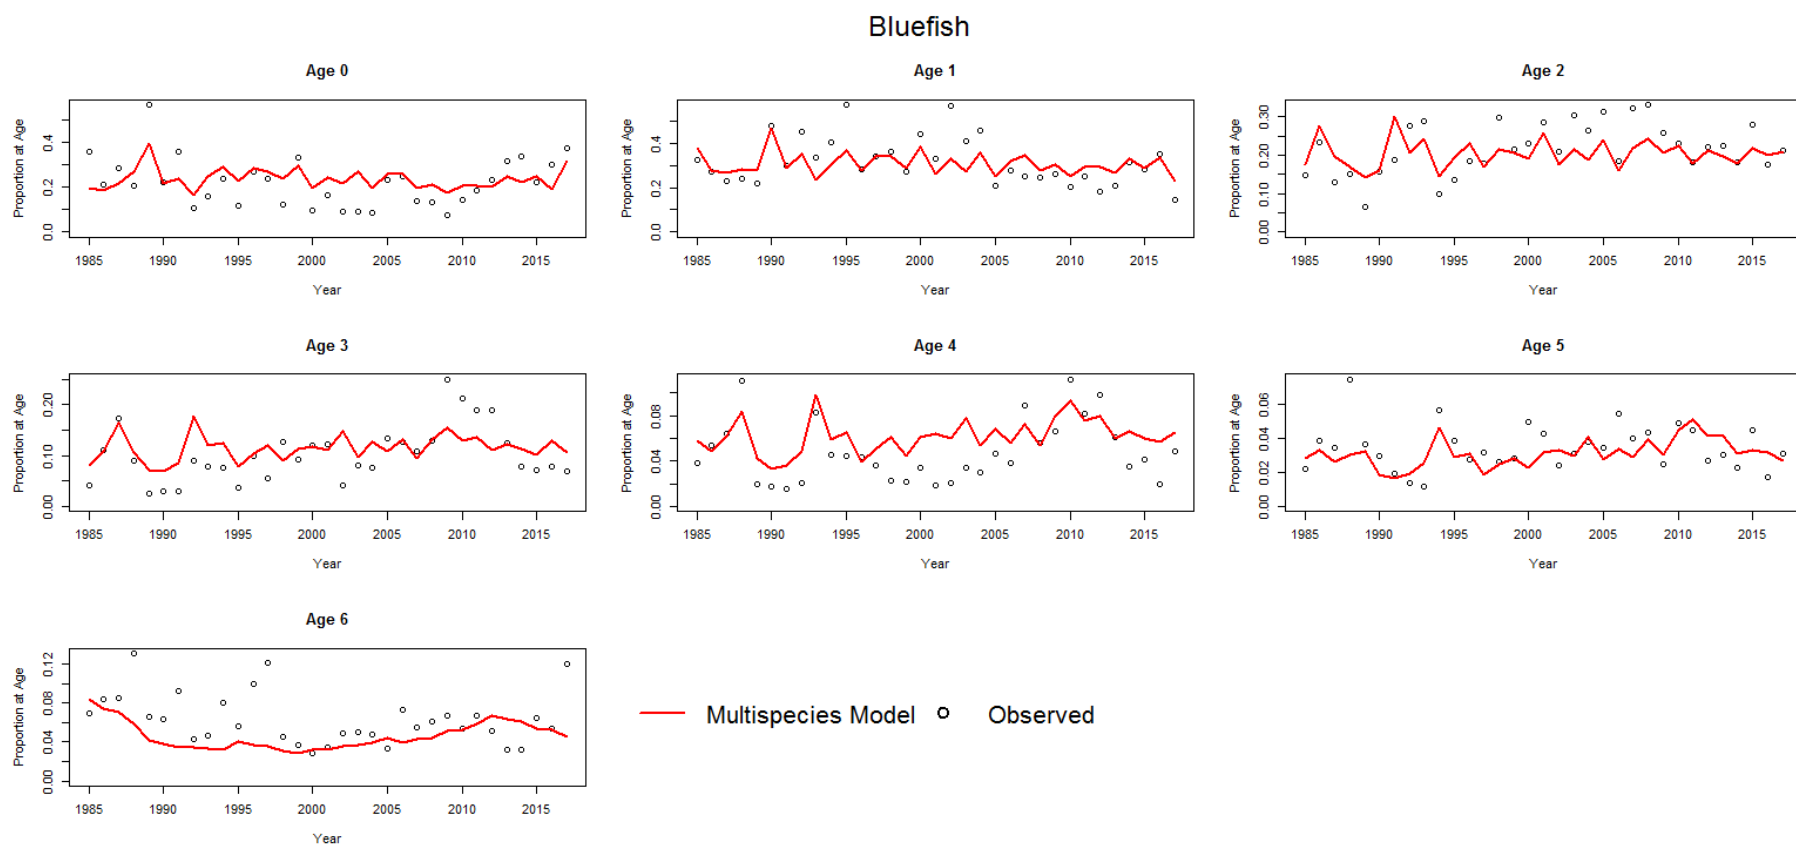 Bluefish
Age 0
Age 1
Age 2
Proportion at Age
0.0 0.2 0.4
1985 1990 1995 2000 2005 2010 2015
Year
Proportion at Age
0.0 0.2 0.4
1985 1990 1995 2000 2005 2010 2015
Year
Proportion at Age
0.00 0.10 0.20 0.30
1985 1990 1995 2000 2005 2010 2015
Year
Age 3
Age 4
Age 5
Proportion at Age
0.00 0.10 0.20
1985 1990 1995 2000 2005 2010 2015
Year
Proportion at Age
0.00 0.04 0.08
1985 1990 1995 2000 2005 2010 2015
Year
Proportion at Age
0.00 0.02 0.04 0.06
1985 1990 1995 2000 2005 2010 2015
Year
Age 6
Proportion at Age
0.00 0.04 0.08 0.12
1985 1990 1995 2000 2005 2010 2015
Year
Multispecies Model Observed